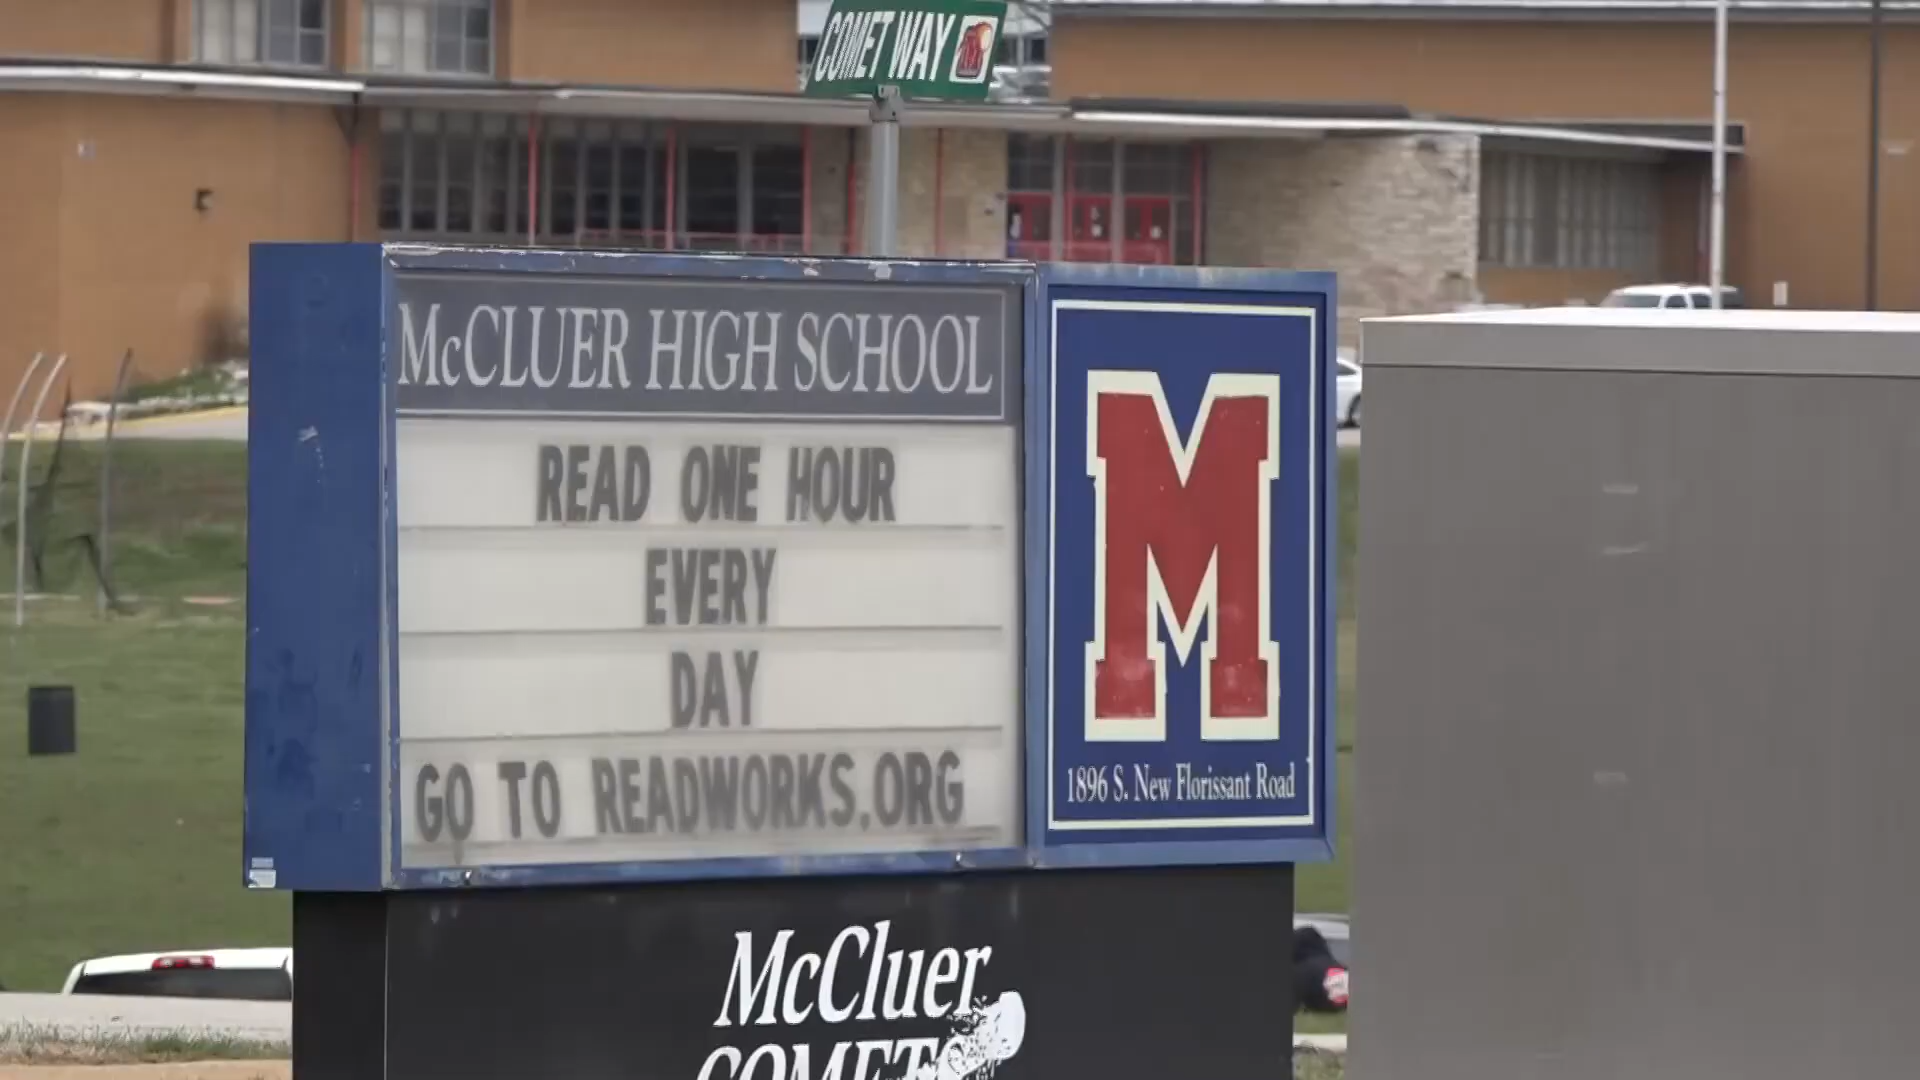 COMET WAY
McCLUER HIGH SCHOOL
READ ONE HOUR
EVERY
DAY
GO TO READWORKS.ORG
M
1896 S. New Florissant Road
McCluer
COMETS